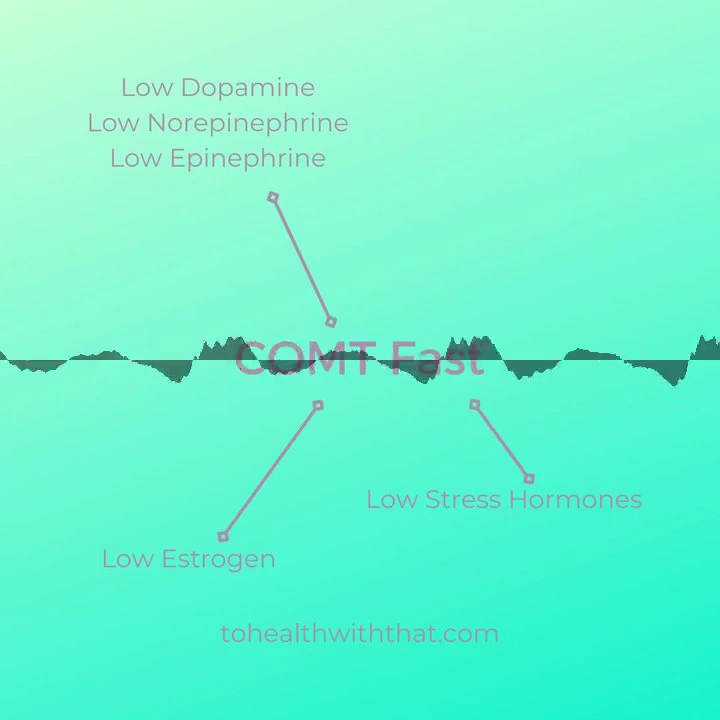 Low Dopamine
Low Norepinephrine
Low Epinephrine
COMT Fast
Low Stress Hormones
Low Estrogen
tohealthwiththat.com